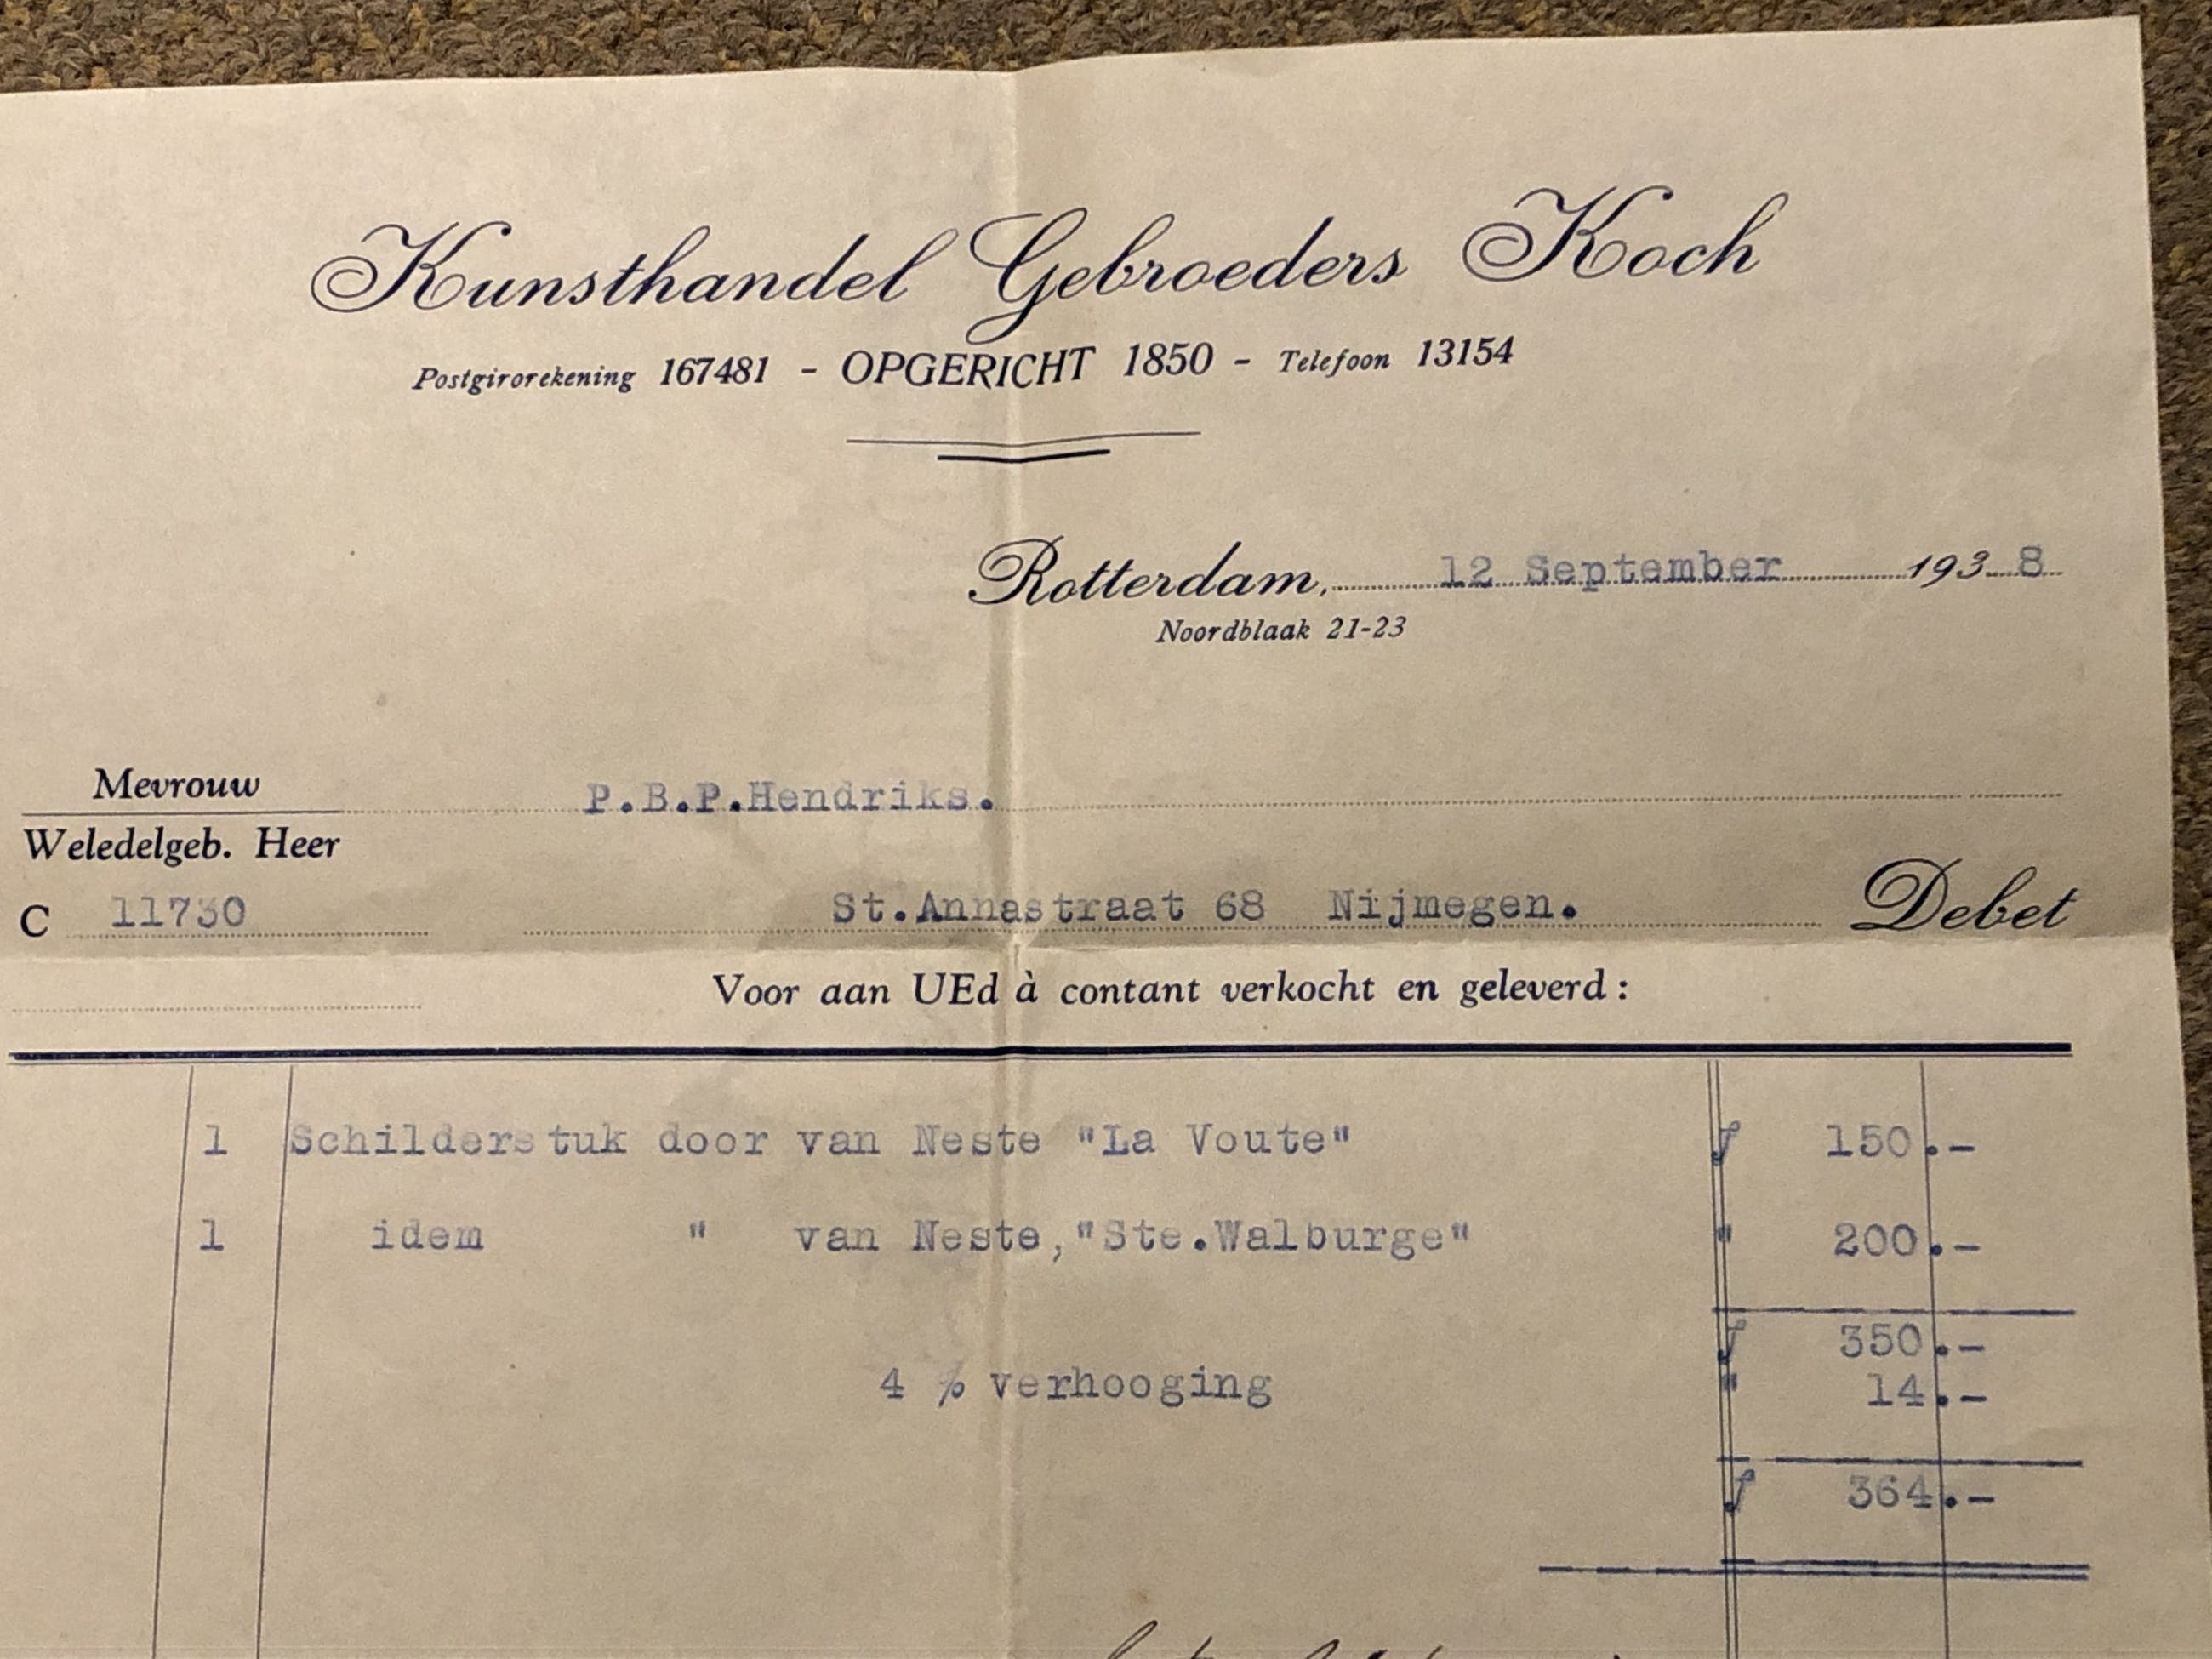 Kunsthandel Gebroeders Koch
Postgirorekening 167481 - OPGERICHT 1850 - Telefoon 13154
Rotterdam, 12 September 193 8
Noordblaak 21-23
Mevrouw P.B.P.Hendriks.
Weledelgeb. Heer
C 11730 St.Annastraat 68 Nijmegen. Debet
Voor aan UEd à contant verkocht en geleverd:
1 Schilderstuk door van Neste "La Voute" f 150.-
1 idem " van Neste,"Ste.Walburge" " 200.-
f 350.-
4 % verhooging " 14.-
f 364.-